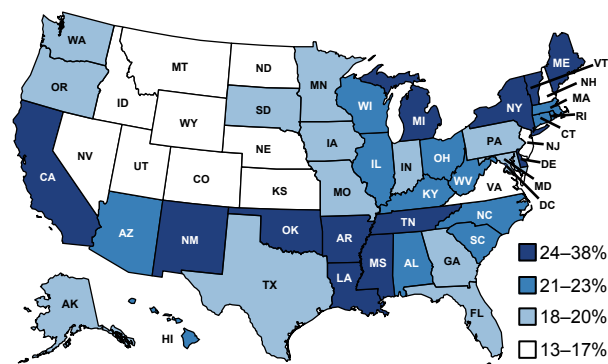 WA
MT
ND
MN
ME
VT
NH
OR
ID
SD
WI
MI
NY
MA
RI
WY
CT
IA
PA
NJ
NE
NV
OH
DE
IL
IN
UT
CO
WV
MD
CA
KS
MO
KY
VA
DC
NC
TN
AZ
NM
OK
AR
SC
MS
AL
GA
24–38%
LA
TX
21–23%
AK
FL
18–20%
HI
13–17%